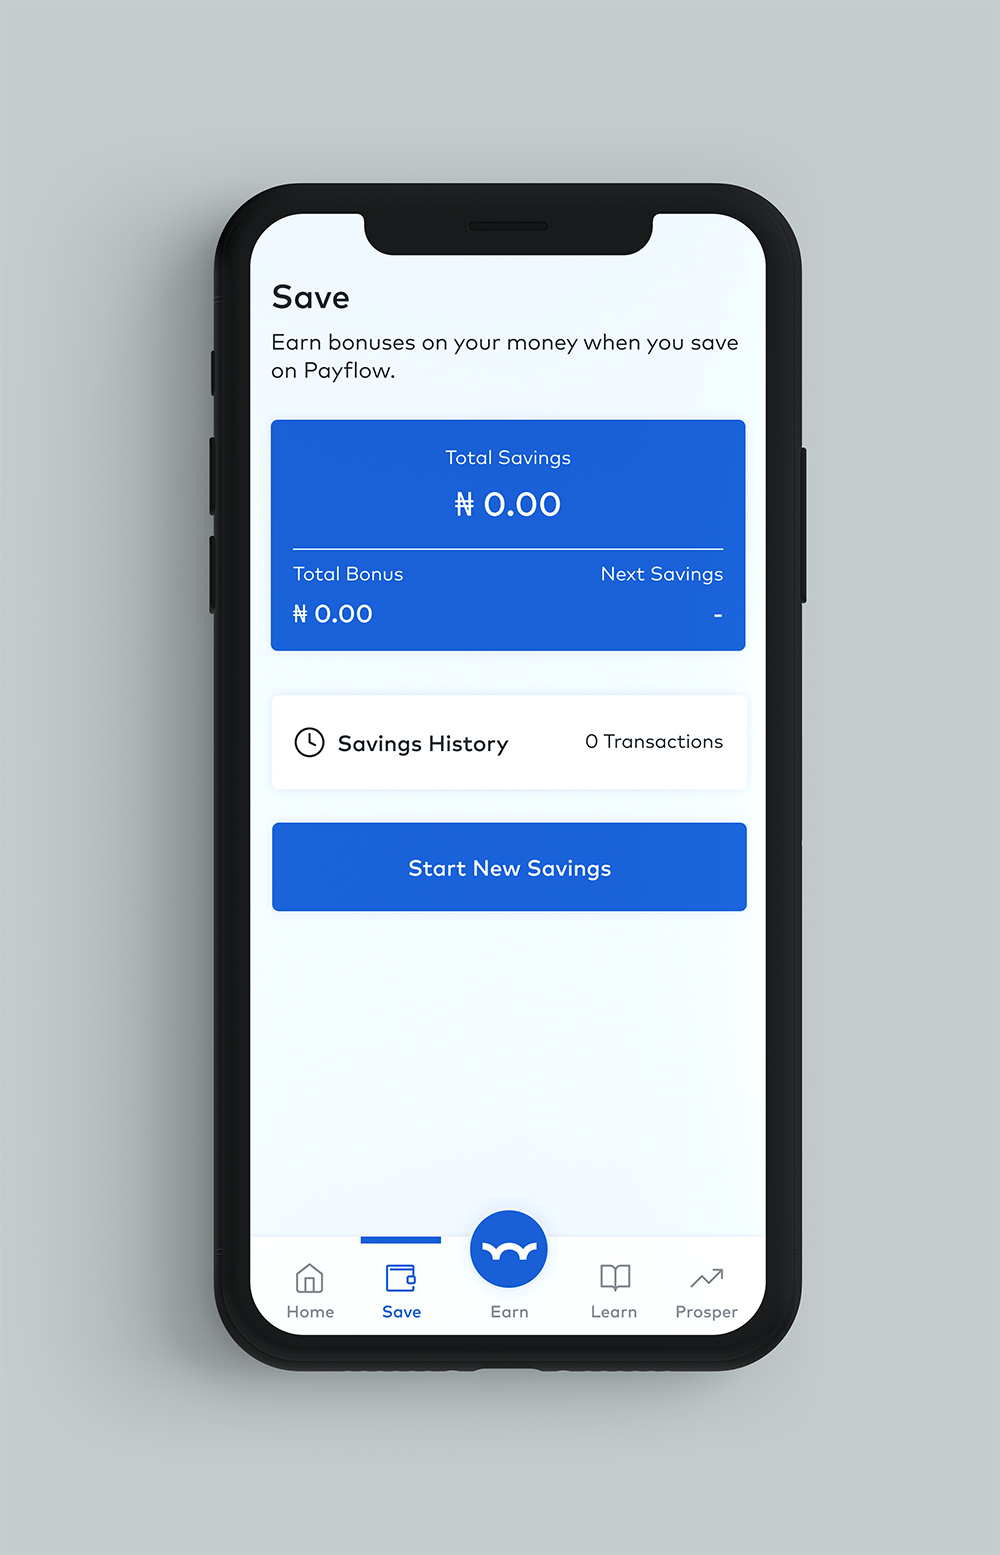 Save
Earn bonuses on your money when you save
on Payflow.
Total Savings
₦ 0.00
Total Bonus
Next Savings
₦ 0.00
-
Savings History
0 Transactions
Start New Savings
Home
Save
Earn
Learn
Prosper